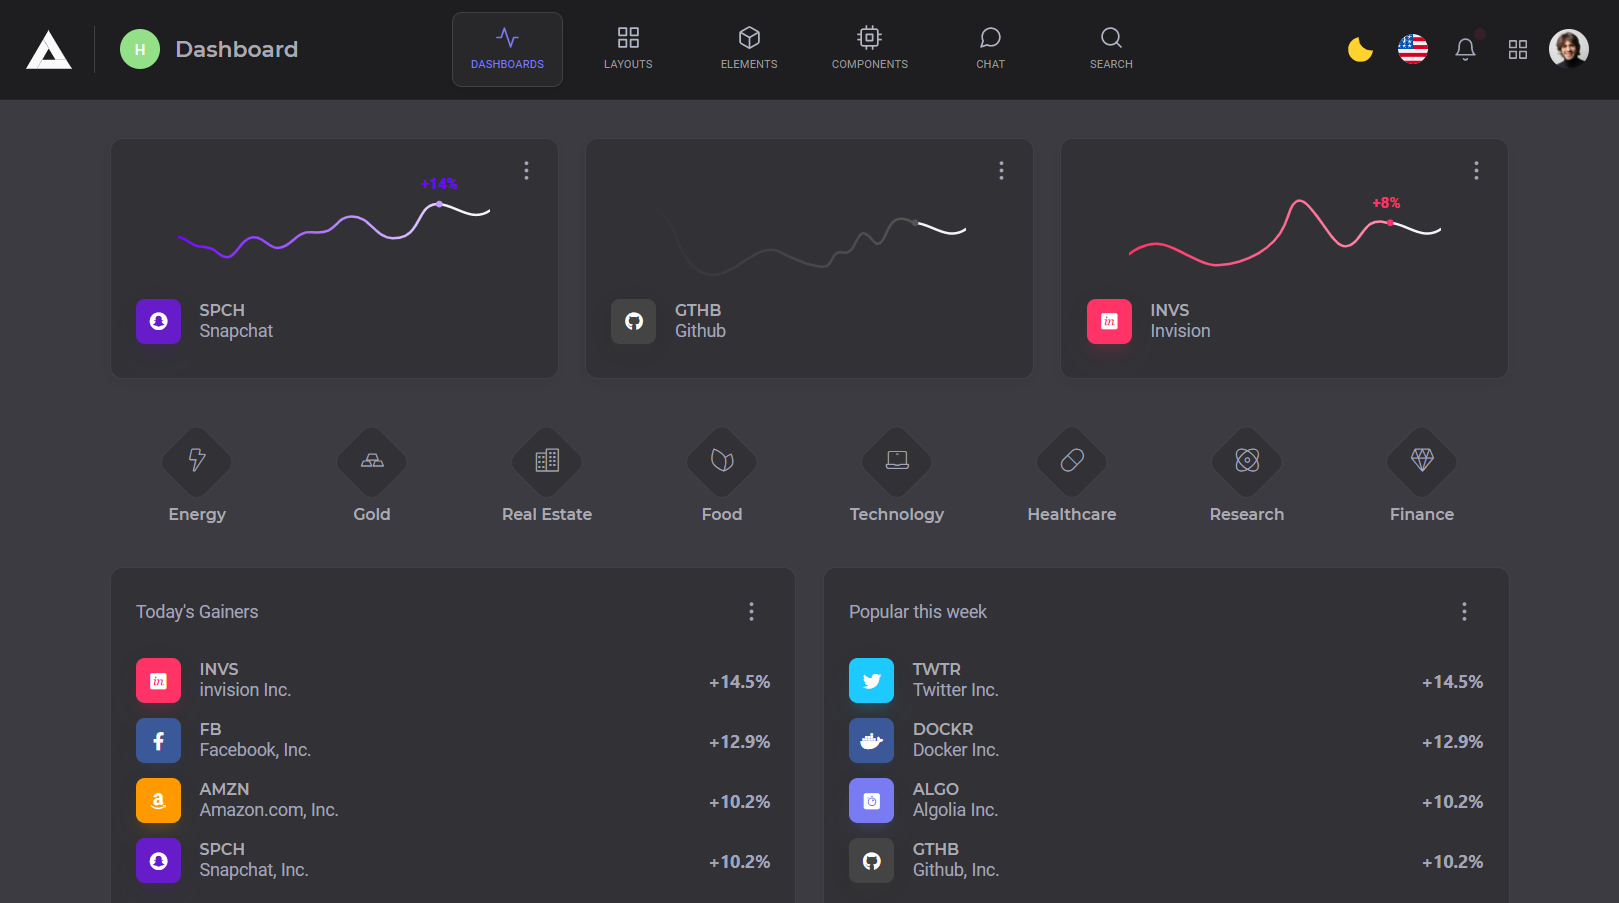 H Dashboard
DASHBOARDS LAYOUTS ELEMENTS COMPONENTS CHAT SEARCH
+14%
SPCH
Snapchat
GTHB
Github
+8%
in
INVS
Invision
Energy Gold Real Estate Food Technology Healthcare Research Finance
Today's Gainers
in
INVS
invision Inc.
+14.5%
f
FB
Facebook, Inc.
+12.9%
a
AMZN
Amazon.com, Inc.
+10.2%
SPCH
Snapchat, Inc.
+10.2%
Popular this week
TWTR
Twitter Inc.
+14.5%
DOCKR
Docker Inc.
+12.9%
ALGO
Algolia Inc.
+10.2%
GTHB
Github, Inc.
+10.2%